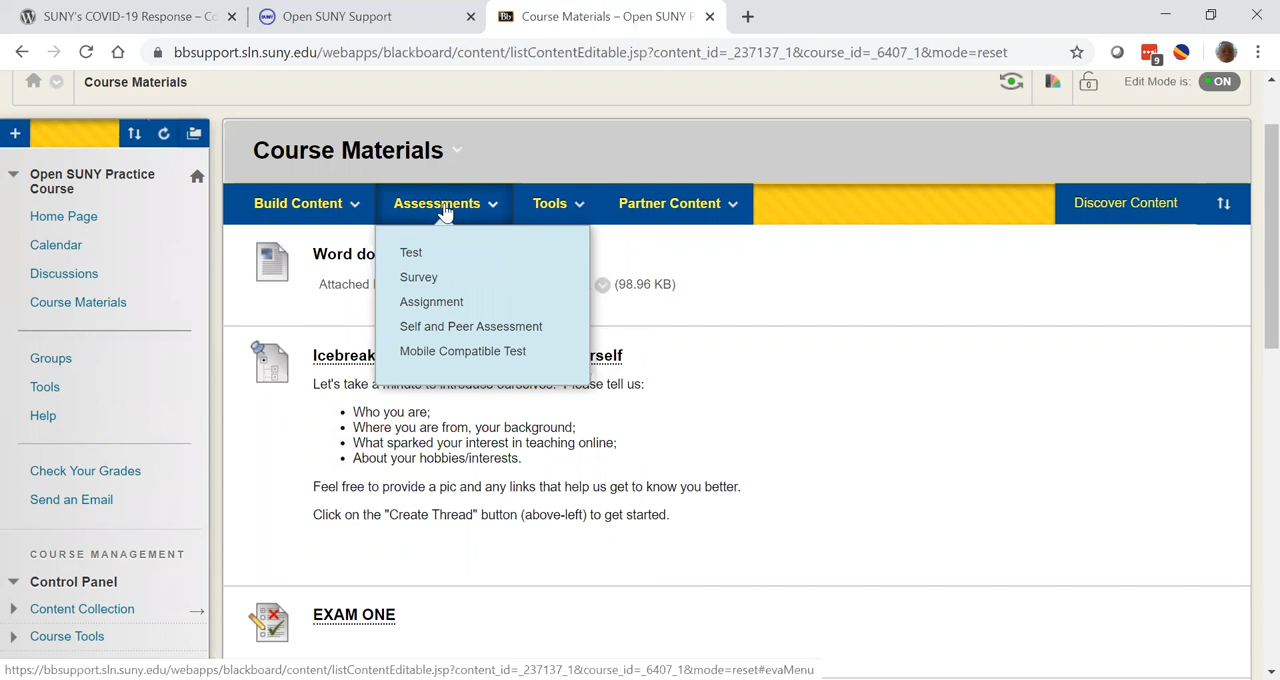 SUNY's COVID-19 Response – Co
Open SUNY Support
Course Materials – Open SUNY P
bbsupport.sln.suny.edu/webapps/blackboard/content/listContentEditable.jsp?content_id=_237137_1&course_id=_6407_1&mode=reset
9
Course Materials
Edit Mode is: ON
Open SUNY Practice
Course
Home Page
Calendar
Discussions
Course Materials
Groups
Tools
Help
Check Your Grades
Send an Email
COURSE MANAGEMENT
Control Panel
Content Collection
Course Tools
Course Materials
Build Content
Assessments
Tools
Partner Content
Discover Content
Test
Survey
Assignment
Self and Peer Assessment
Mobile Compatible Test
Word do
Attached
(98.96 KB)
Icebreak rself
Let's take a minute to introduce ourselves. Please tell us:
• Who you are;
• Where you are from, your background;
• What sparked your interest in teaching online;
• About your hobbies/interests.
Feel free to provide a pic and any links that help us get to know you better.
Click on the "Create Thread" button (above-left) to get started.
EXAM ONE
https://bbsupport.sln.suny.edu/webapps/blackboard/content/listContentEditable.jsp?content_id=_237137_1&course_id=_6407_1&mode=reset#evaMenu